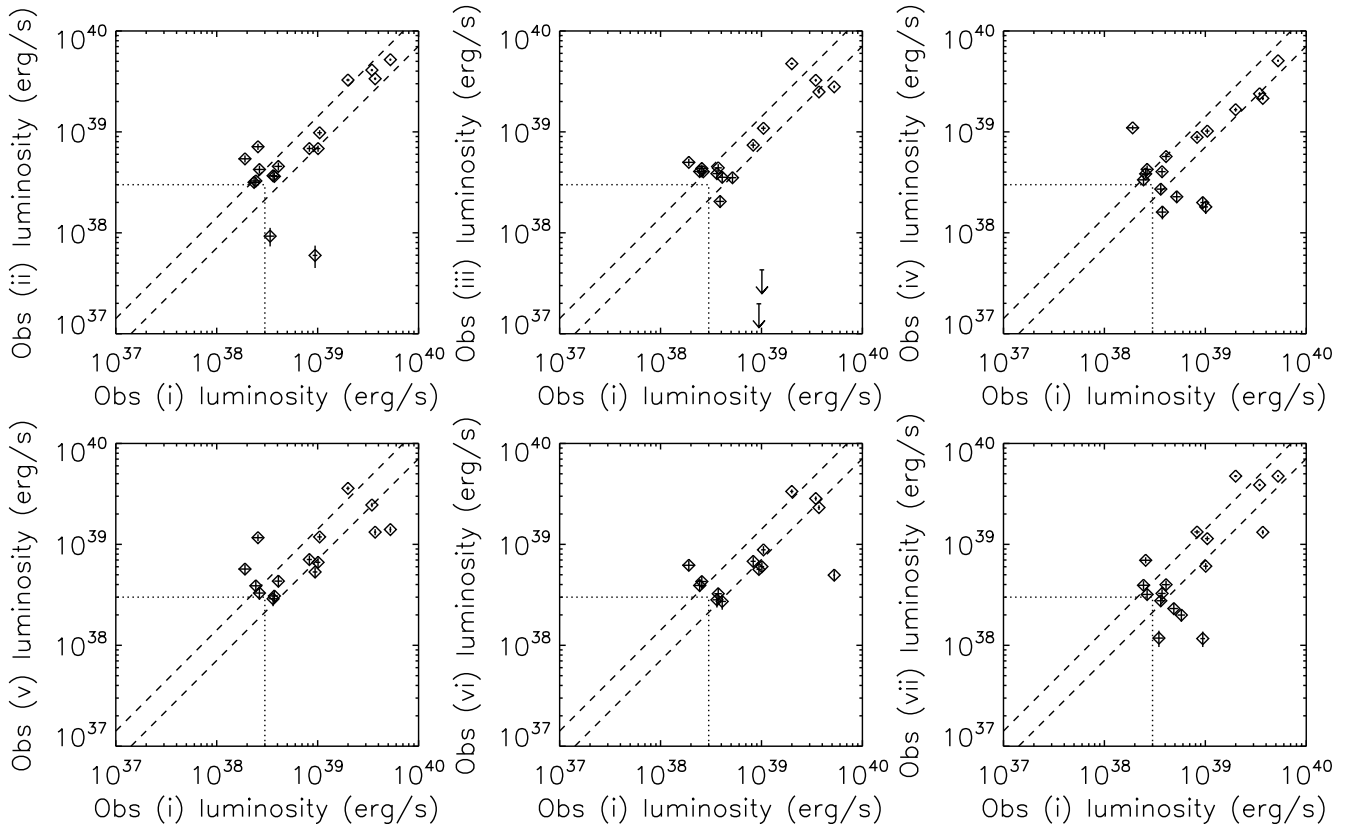 Obs (ii) luminosity (erg/s)
10^40
10^39
10^38
10^37
10^37 10^38 10^39 10^40
Obs (i) luminosity (erg/s)
Obs (iii) luminosity (erg/s)
10^40
10^39
10^38
10^37
10^37 10^38 10^39 10^40
Obs (i) luminosity (erg/s)
Obs (iv) luminosity (erg/s)
10^40
10^39
10^38
10^37
10^37 10^38 10^39 10^40
Obs (i) luminosity (erg/s)
Obs (v) luminosity (erg/s)
10^40
10^39
10^38
10^37
10^37 10^38 10^39 10^40
Obs (i) luminosity (erg/s)
Obs (vi) luminosity (erg/s)
10^40
10^39
10^38
10^37
10^37 10^38 10^39 10^40
Obs (i) luminosity (erg/s)
Obs (vii) luminosity (erg/s)
10^40
10^39
10^38
10^37
10^37 10^38 10^39 10^40
Obs (i) luminosity (erg/s)